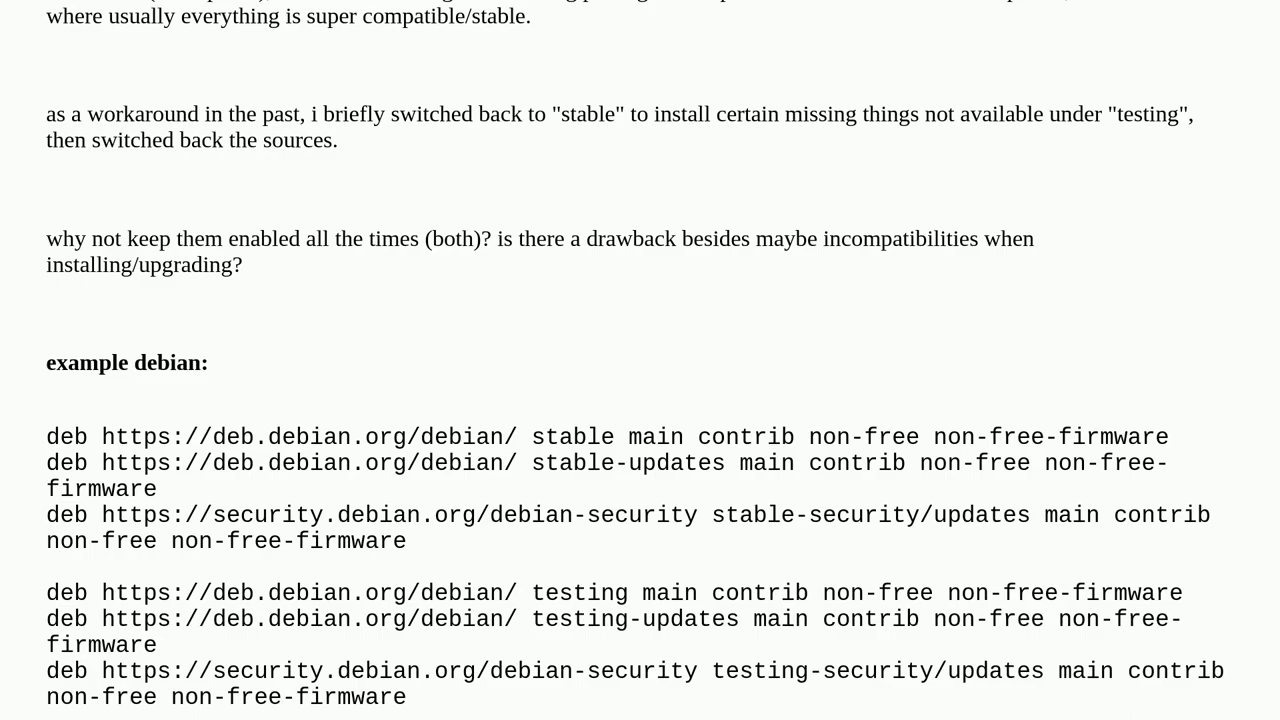 where usually everything is super compatible/stable.
as a workaround in the past, i briefly switched back to "stable" to install certain missing things not available under "testing",
then switched back the sources.
why not keep them enabled all the times (both)? is there a drawback besides maybe incompatibilities when
installing/upgrading?
example debian:
deb https://deb.debian.org/debian/ stable main contrib non-free non-free-firmware
deb https://deb.debian.org/debian/ stable-updates main contrib non-free non-free-
firmware
deb https://security.debian.org/debian-security stable-security/updates main contrib
non-free non-free-firmware
deb https://deb.debian.org/debian/ testing main contrib non-free non-free-firmware
deb https://deb.debian.org/debian/ testing-updates main contrib non-free non-free-
firmware
deb https://security.debian.org/debian-security testing-security/updates main contrib
non-free non-free-firmware